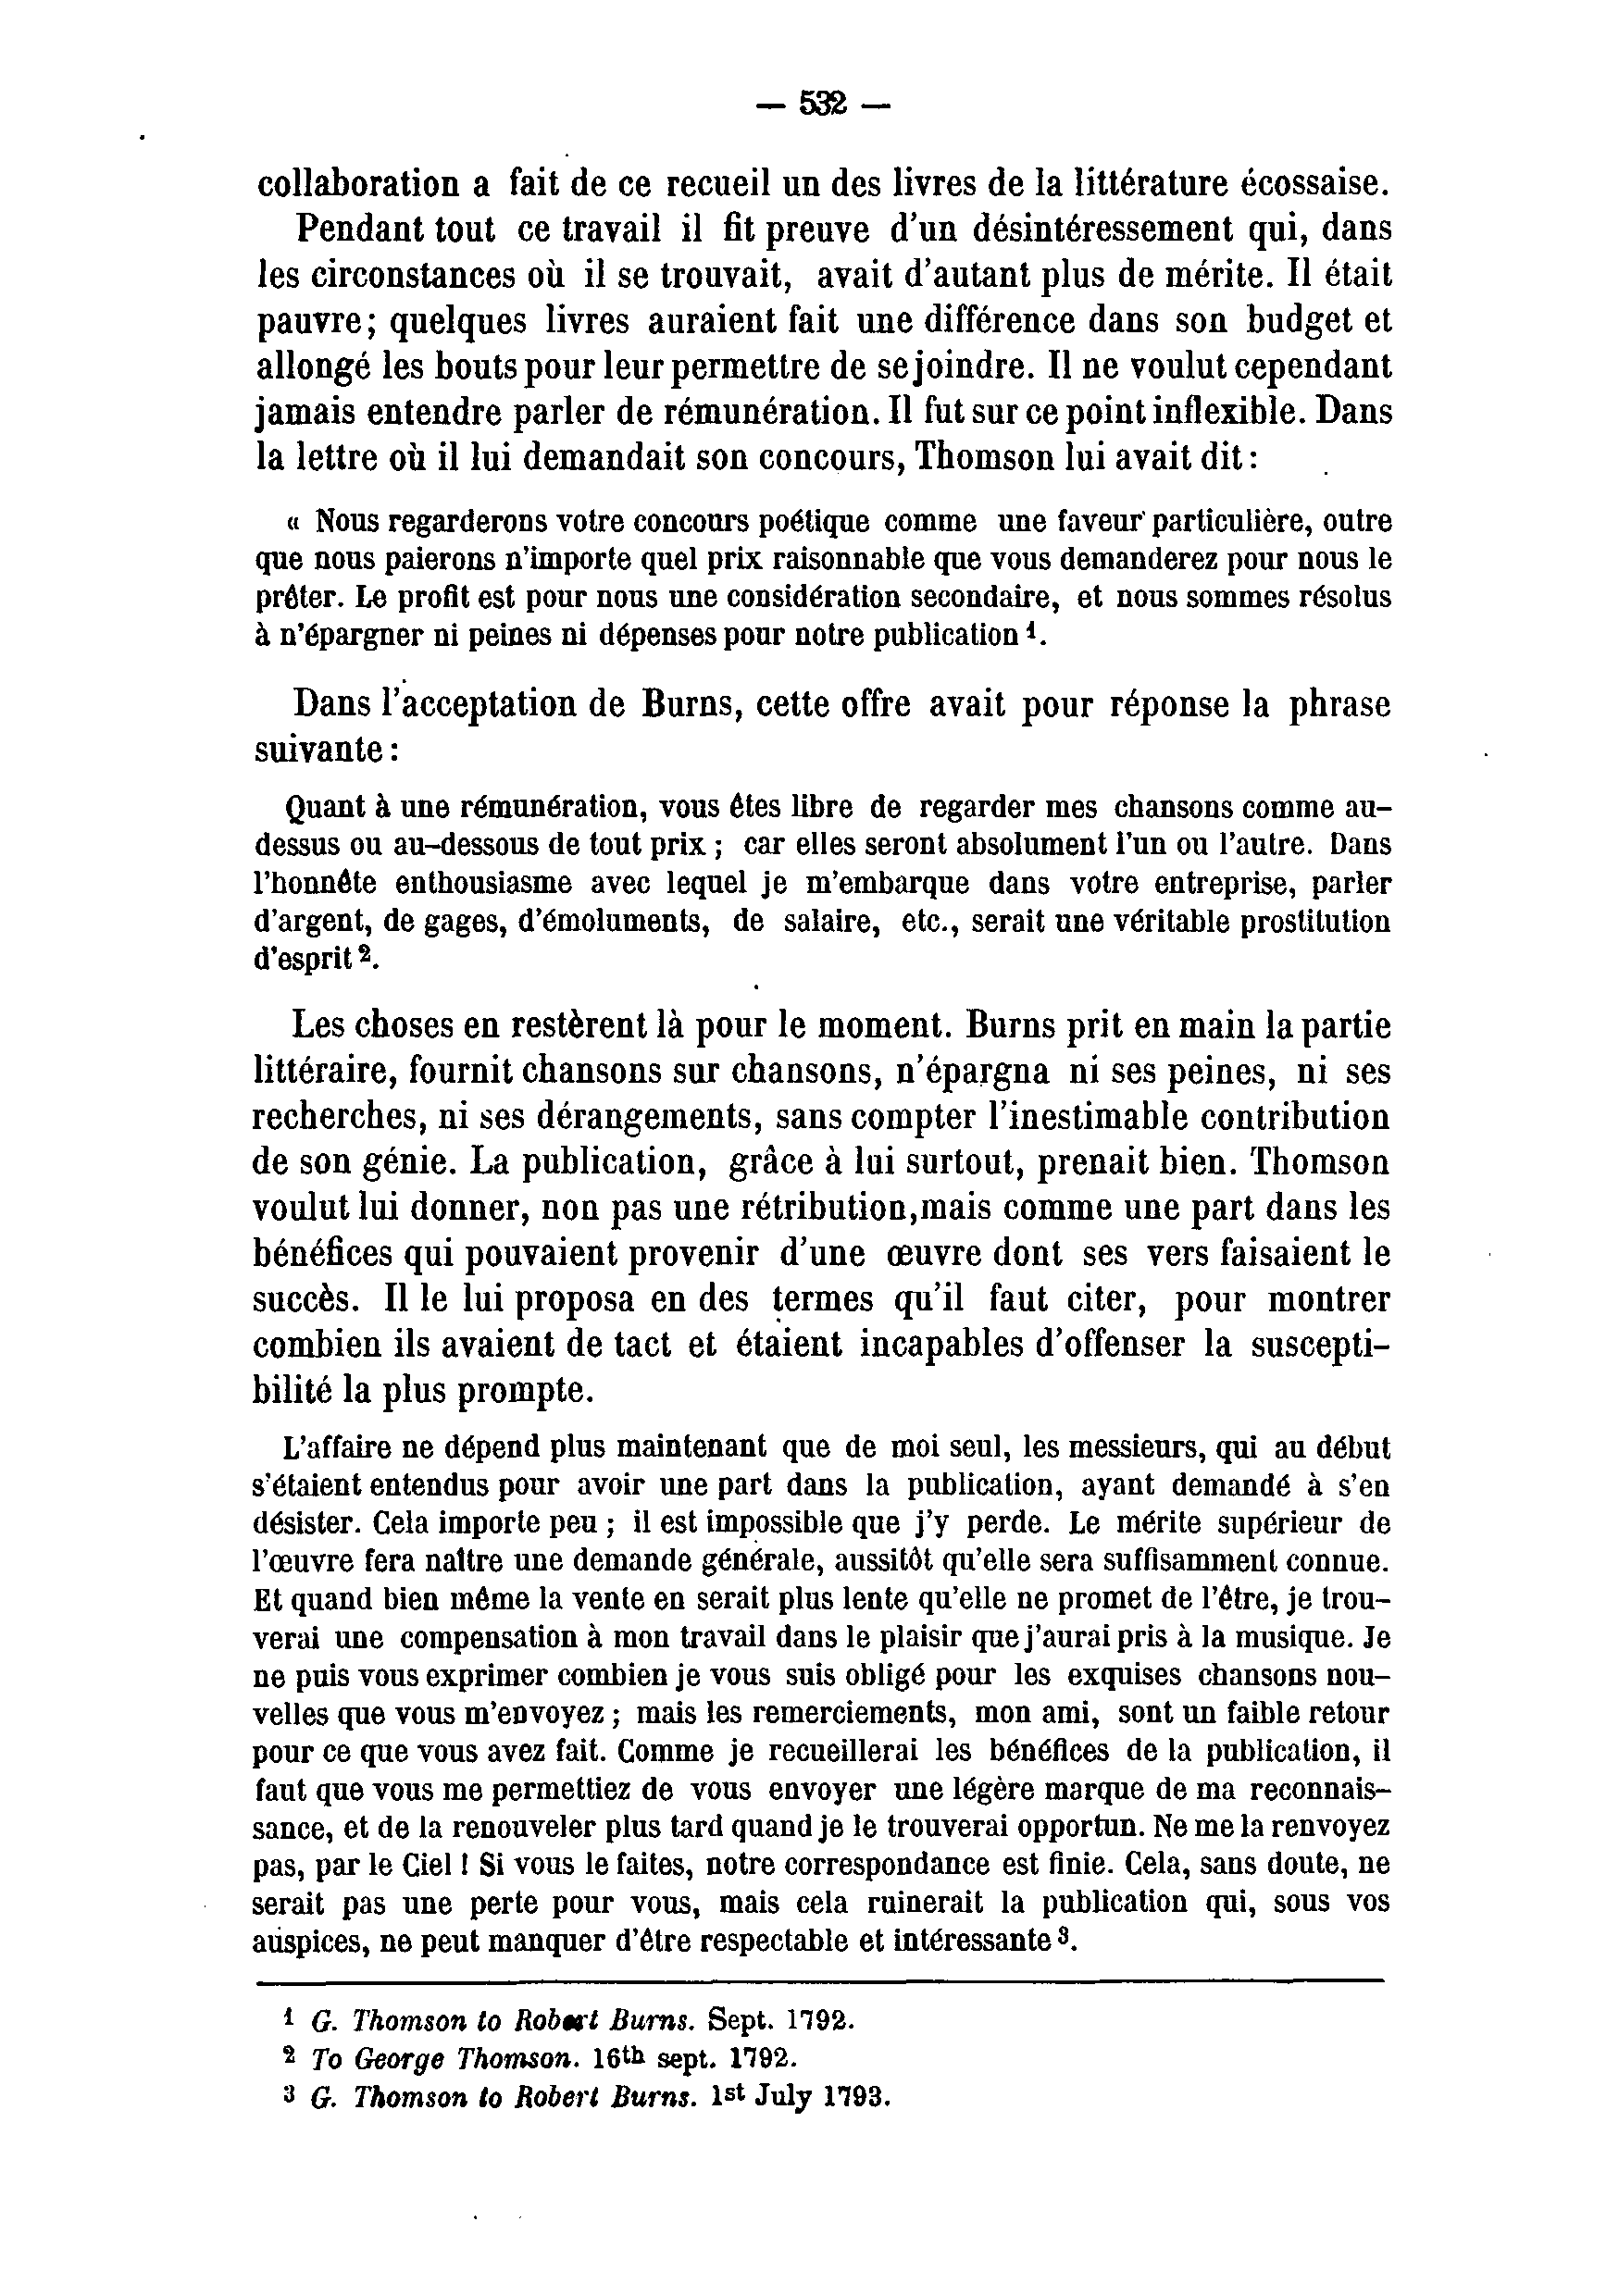 — 532 —
collaboration a fait de ce recueil un des livres de la littérature écossaise.
Pendant tout ce travail il fit preuve d'un désintéressement qui, dans
les circonstances où il se trouvait, avait d'autant plus de mérite. Il était
pauvre; quelques livres auraient fait une différence dans son budget et
allongé les bouts pour leur permettre de se joindre. Il ne voulut cependant
jamais entendre parler de rémunération. Il fut sur ce point inflexible. Dans
la lettre où il lui demandait son concours, Thomson lui avait dit :
« Nous regarderons votre concours poétique comme une faveur particulière, outre
que nous paierons n'importe quel prix raisonnable que vous demanderez pour nous le
prêter. Le profit est pour nous une considération secondaire, et nous sommes résolus
à n'épargner ni peines ni dépenses pour notre publication ¹.
Dans l'acceptation de Burns, cette offre avait pour réponse la phrase
suivante :
Quant à une rémunération, vous êtes libre de regarder mes chansons comme au-
dessus ou au-dessous de tout prix ; car elles seront absolument l'un ou l'autre. Dans
l'honnête enthousiasme avec lequel je m'embarque dans votre entreprise, parler
d'argent, de gages, d'émoluments, de salaire, etc., serait une véritable prostitution
d'esprit ².
Les choses en restèrent là pour le moment. Burns prit en main la partie
littéraire, fournit chansons sur chansons, n'épargna ni ses peines, ni ses
recherches, ni ses dérangements, sans compter l'inestimable contribution
de son génie. La publication, grâce à lui surtout, prenait bien. Thomson
voulut lui donner, non pas une rétribution,mais comme une part dans les
bénéfices qui pouvaient provenir d'une œuvre dont ses vers faisaient le
succès. Il le lui proposa en des termes qu'il faut citer, pour montrer
combien ils avaient de tact et étaient incapables d'offenser la suscepti-
bilité la plus prompte.
L'affaire ne dépend plus maintenant que de moi seul, les messieurs, qui au début
s'étaient entendus pour avoir une part dans la publication, ayant demandé à s'en
désister. Cela importe peu ; il est impossible que j'y perde. Le mérite supérieur de
l'œuvre fera naître une demande générale, aussitôt qu'elle sera suffisamment connue.
Et quand bien même la vente en serait plus lente qu'elle ne promet de l'être, je trou-
verai une compensation à mon travail dans le plaisir que j'aurai pris à la musique. Je
ne puis vous exprimer combien je vous suis obligé pour les exquises chansons nou-
velles que vous m'envoyez ; mais les remerciements, mon ami, sont un faible retour
pour ce que vous avez fait. Comme je recueillerai les bénéfices de la publication, il
faut que vous me permettiez de vous envoyer une légère marque de ma reconnais-
sance, et de la renouveler plus tard quand je le trouverai opportun. Ne me la renvoyez
pas, par le Ciel ! Si vous le faites, notre correspondance est finie. Cela, sans doute, ne
serait pas une perte pour vous, mais cela ruinerait la publication qui, sous vos
auspices, ne peut manquer d'être respectable et intéressante ³.
¹ G. Thomson to Robert Burns. Sept. 1792.
² To George Thomson. 16th sept. 1792.
³ G. Thomson to Robert Burns. 1st July 1793.